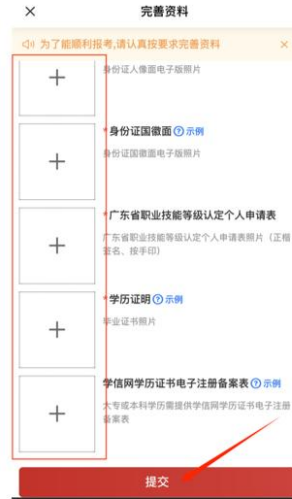 完善资料
为了能顺利报考,请认真按要求完善资料
身份证人像面电子版照片
*身份证国徽面 示例
身份证国徽面电子版照片
*广东省职业技能等级认定个人申请表
广东省职业技能等级认定个人申请表照片（正楷
签名、按手印）
*学历证明 示例
毕业证书照片
学信网学历证书电子注册备案表 示例
大专或本科学历需提供学信网学历证书电子注册
备案表
提交